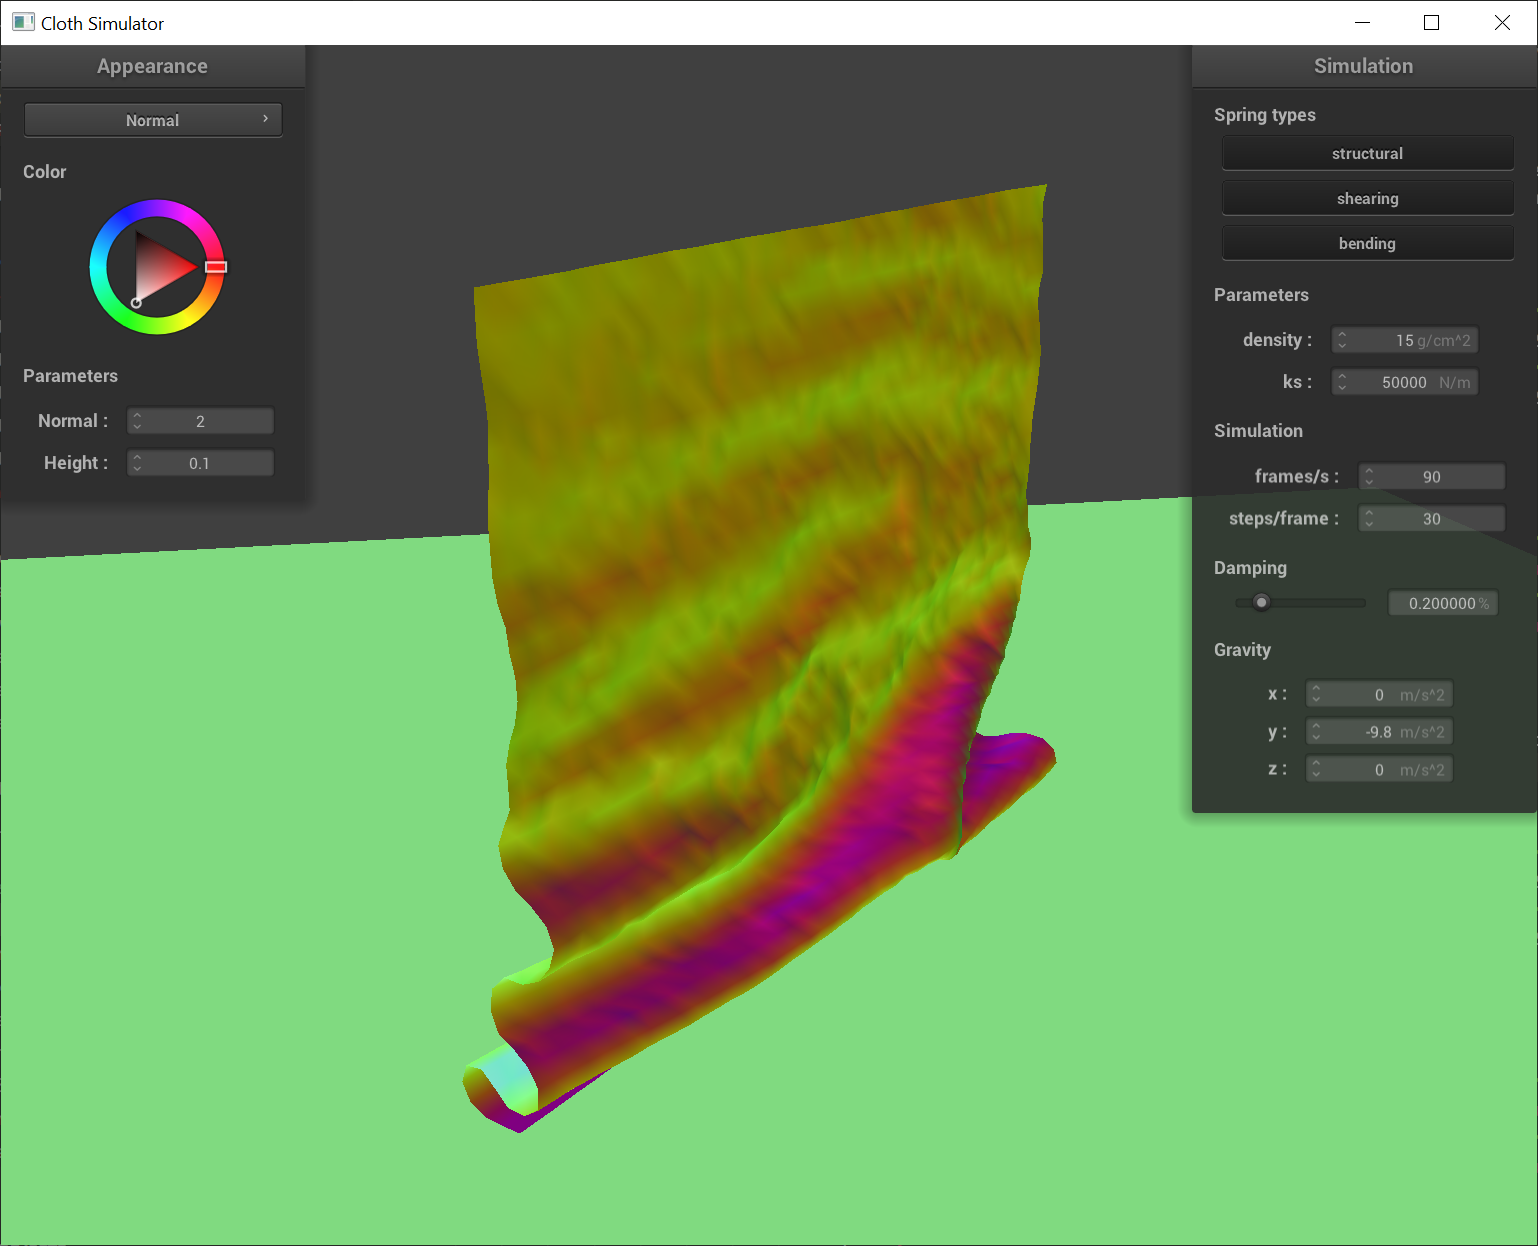 Cloth Simulator
Appearance
Normal
Color
Parameters
Normal : 2
Height : 0.1
Simulation
Spring types
structural
shearing
bending
Parameters
density : 15 g/cm^2
ks : 50000 N/m
Simulation
frames/s : 90
steps/frame : 30
Damping
0.200000 %
Gravity
x : 0 m/s^2
y : -9.8 m/s^2
z : 0 m/s^2